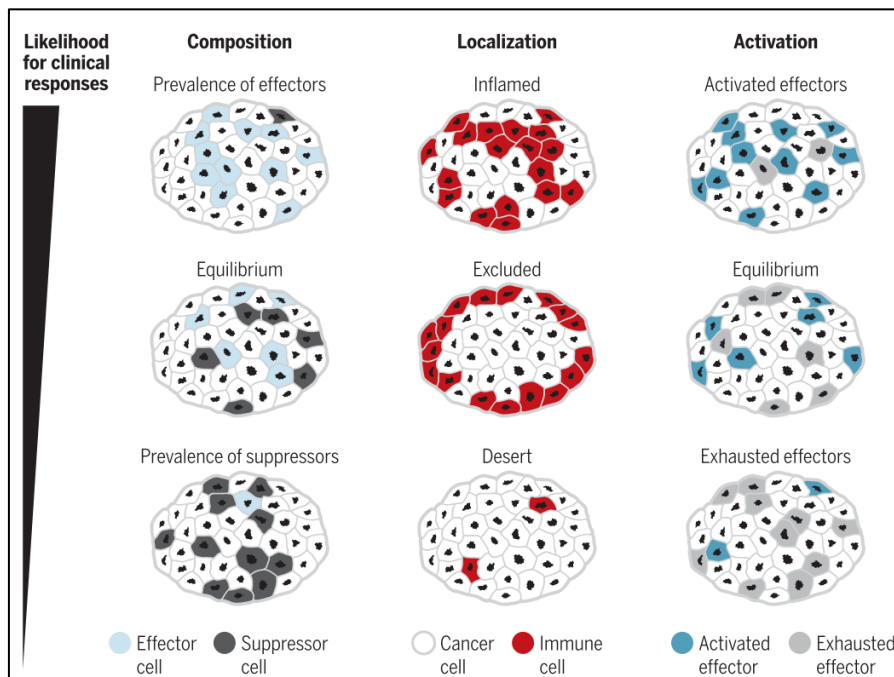 Likelihood
for clinical
responses
Composition
Localization
Activation
Prevalence of effectors
Inflamed
Activated effectors
Equilibrium
Excluded
Equilibrium
Prevalence of suppressors
Desert
Exhausted effectors
Effector
cell
Suppressor
cell
Cancer
cell
Immune
cell
Activated
effector
Exhausted
effector